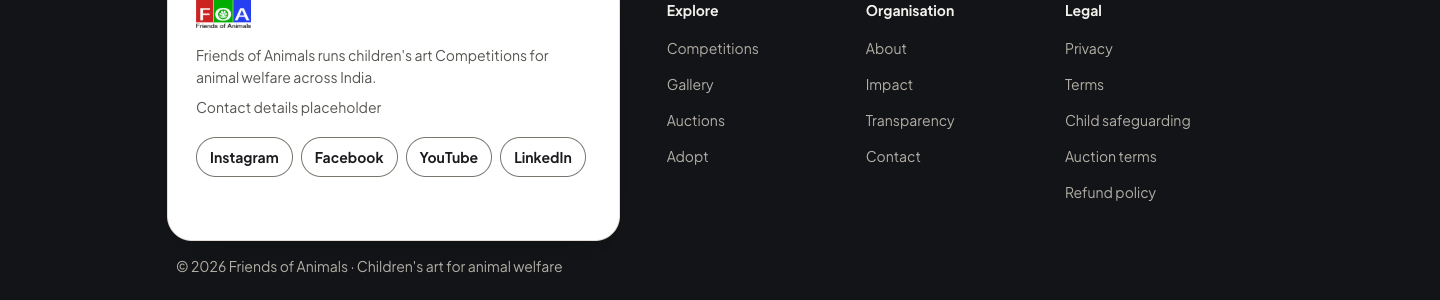 FOA
Friends of Animals
Friends of Animals runs children's art Competitions for
animal welfare across India.
Contact details placeholder
Instagram
Facebook
YouTube
LinkedIn
Explore
Competitions
Gallery
Auctions
Adopt
Organisation
About
Impact
Transparency
Contact
Legal
Privacy
Terms
Child safeguarding
Auction terms
Refund policy
© 2026 Friends of Animals · Children's art for animal welfare